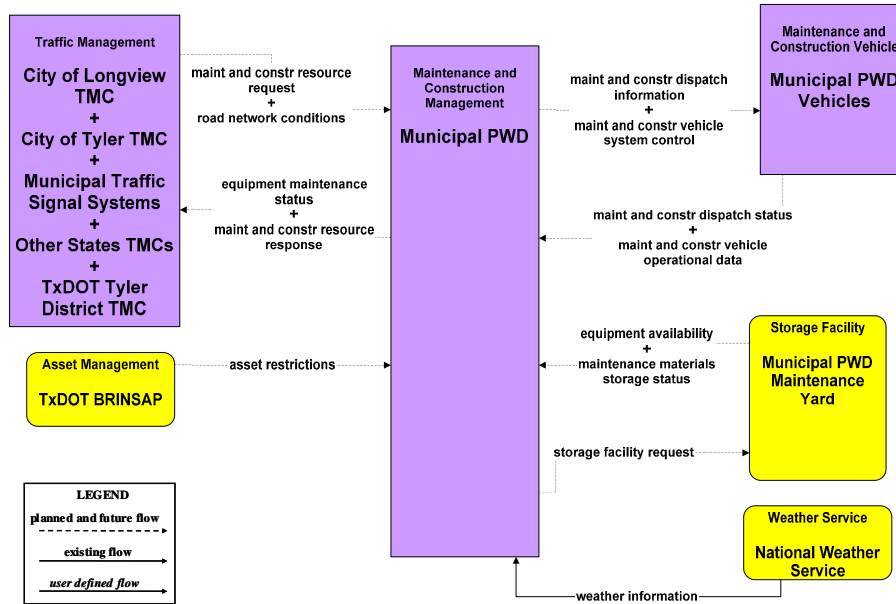 Traffic Management
City of Longview
TMC
+
City of Tyler TMC
+
Municipal Traffic
Signal Systems
+
Other States TMCs
+
TxDOT Tyler
District TMC
maint and constr resource
request
+
road network conditions
equipment maintenance
status
+
maint and constr resource
response
Maintenance and
Construction
Management
Municipal PWD
maint and constr dispatch
information
+
maint and constr vehicle
system control
Maintenance and
Construction Vehicle
Municipal PWD
Vehicles
maint and constr dispatch status
+
maint and constr vehicle
operational data
Asset Management
TxDOT BRINSAP
asset restrictions
equipment availability
+
maintenance materials
storage status
Storage Facility
Municipal PWD
Maintenance
Yard
storage facility request
Weather Service
National Weather
Service
weather information
LEGEND
planned and future flow
existing flow
user defined flow